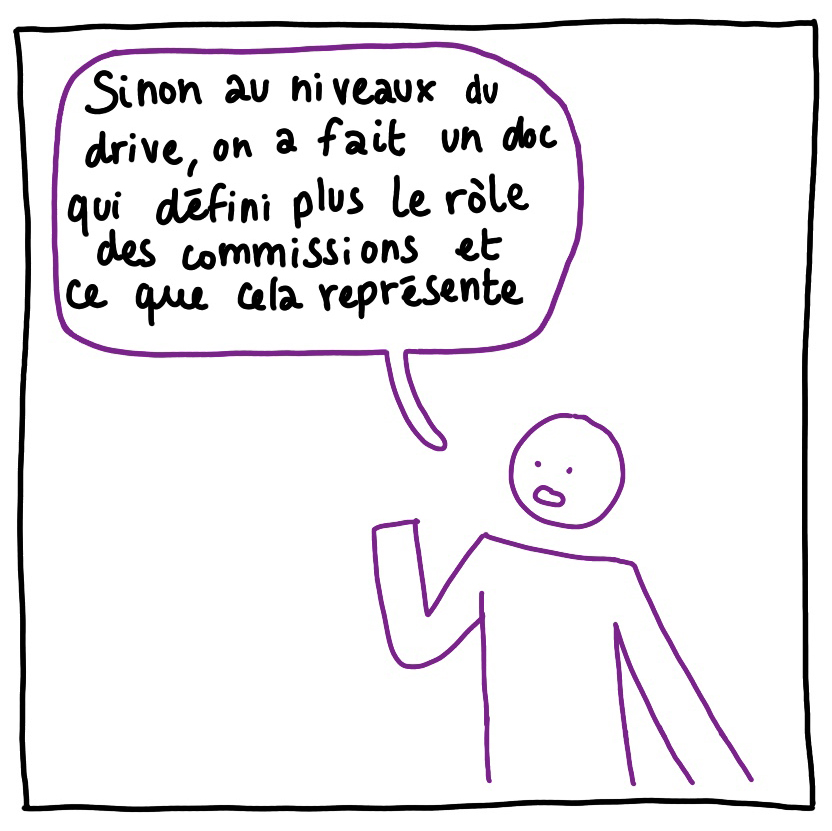 Sinon au niveaux du
drive, on a fait un doc
qui défini plus le rôle
des commissions et
ce que cela représente